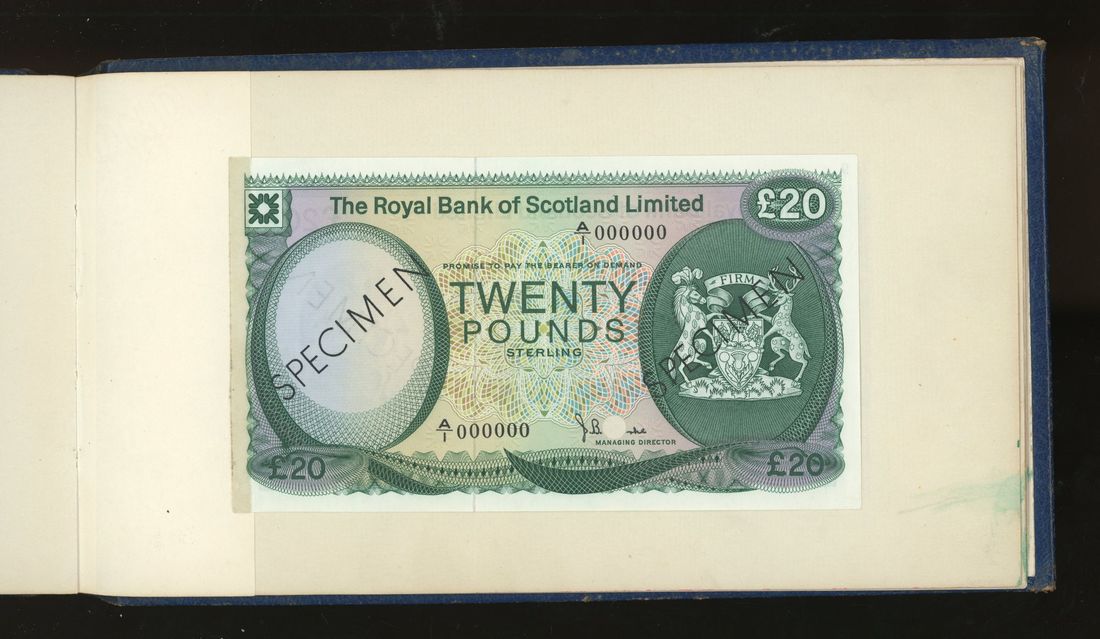 The Royal Bank of Scotland Limited
£20
A/1 000000
PROMISE TO PAY THE BEARER ON DEMAND
TWENTY
POUNDS
STERLING
SPECIMEN
SPECIMEN
A/1 000000
MANAGING DIRECTOR
£20
£20